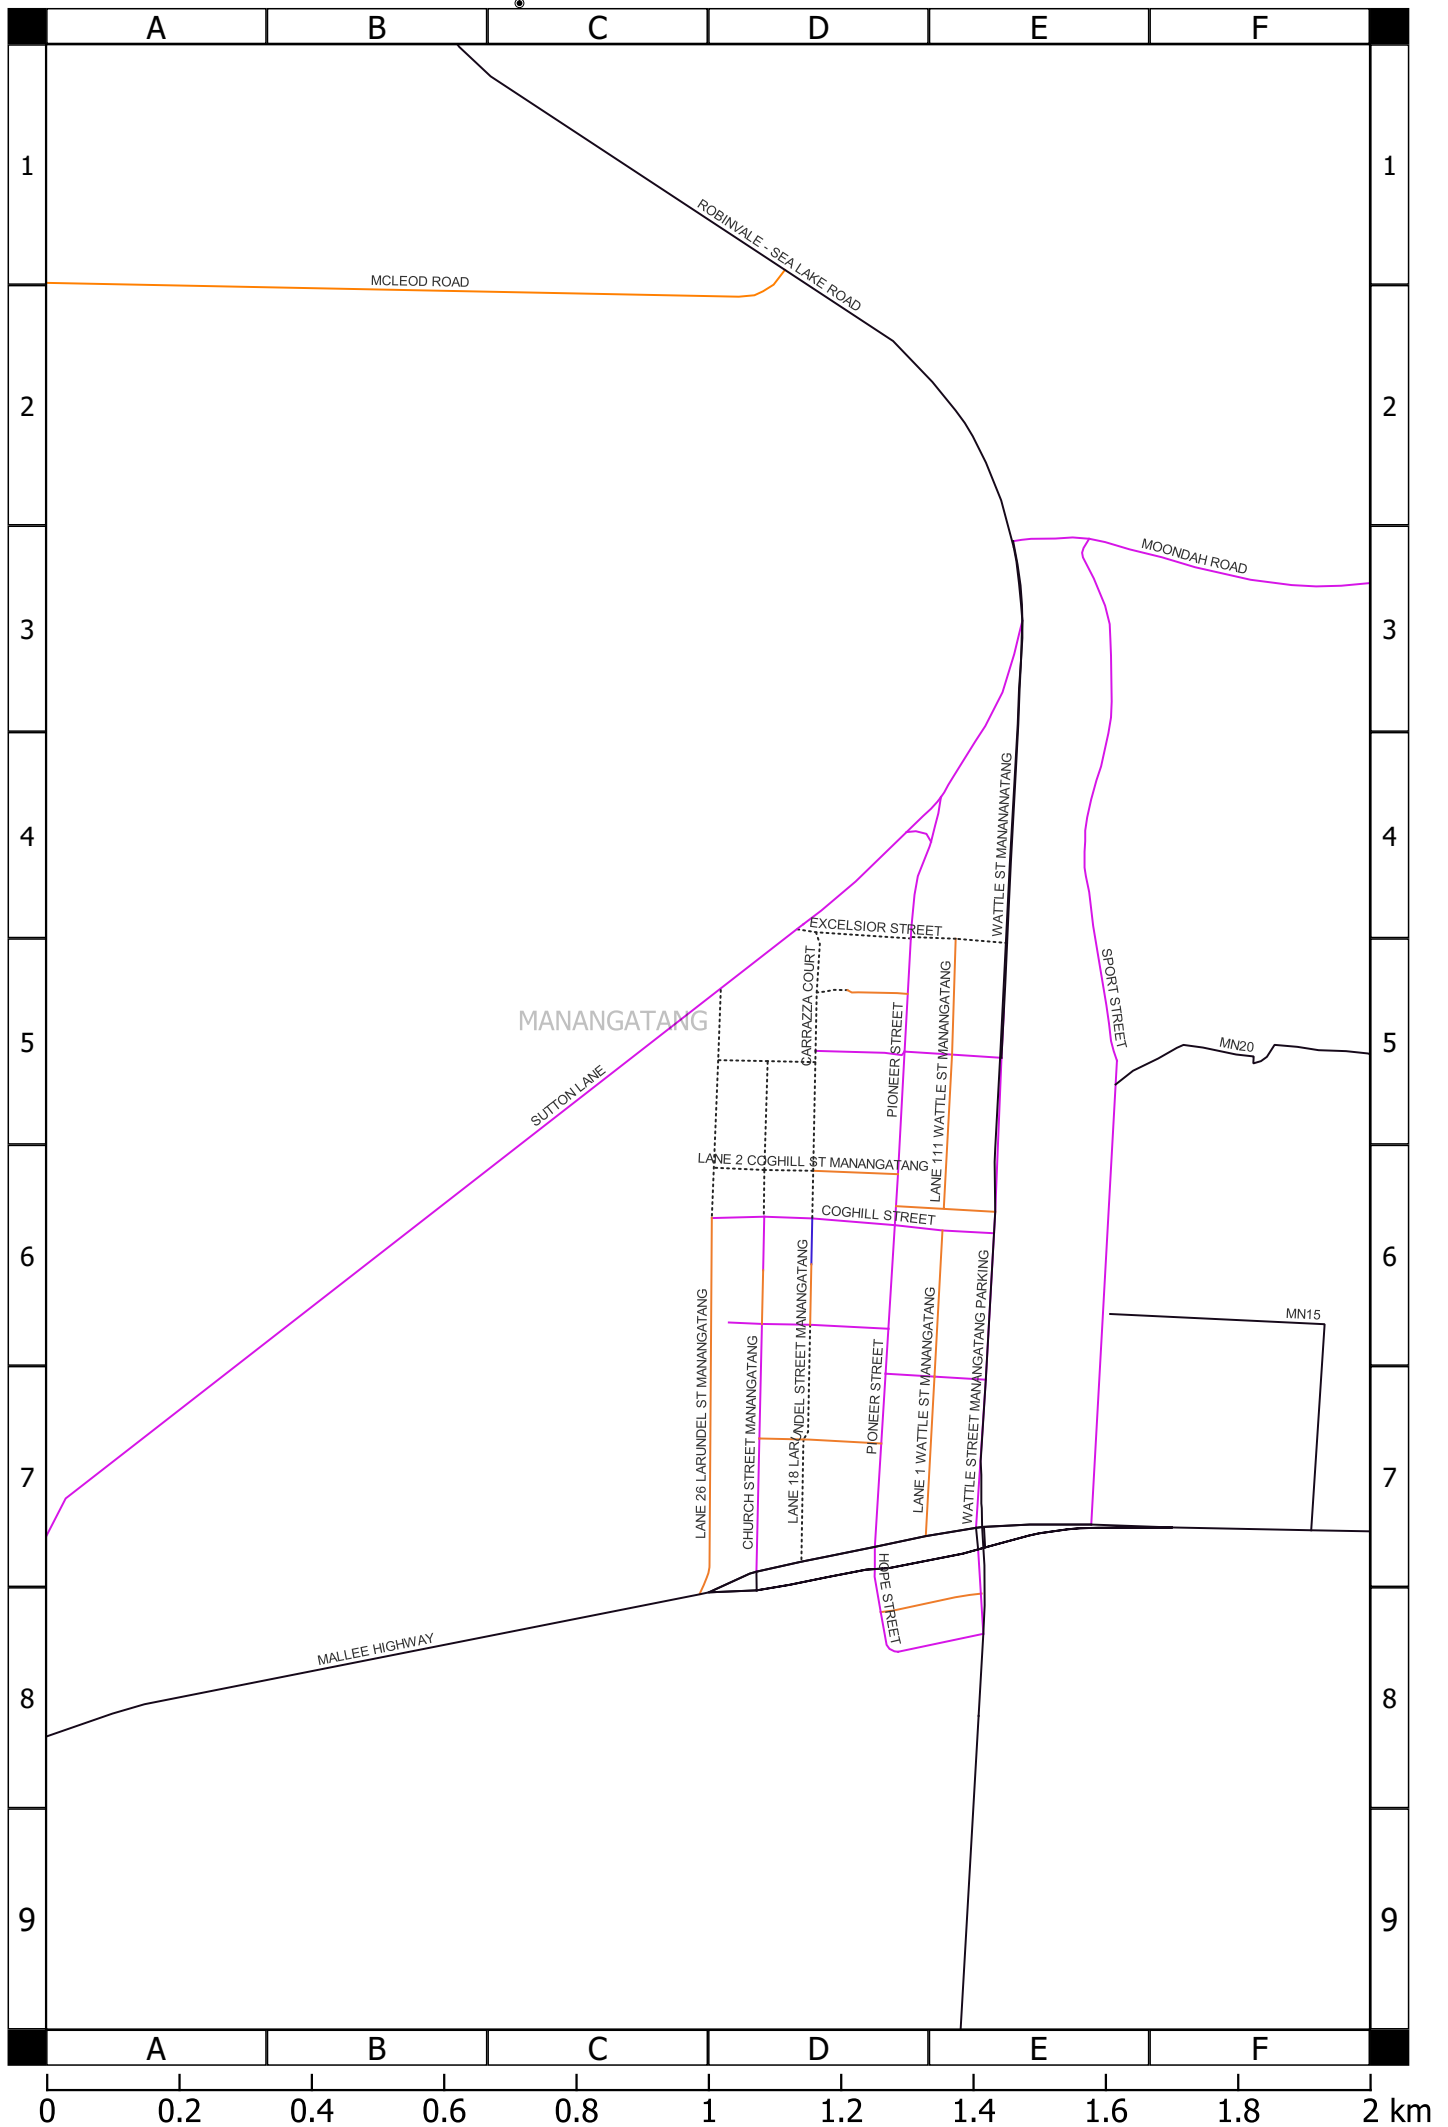 A B C D E F
1 1
ROBINVALE - SEA LAKE ROAD
MCLEOD ROAD
2 2
MOONDAH ROAD
3 3
WATTLE ST MANANANATANG
4 4
EXCELSIOR STREET
CARRAZZA COURT
SPORT STREET
LANE 111 WATTLE ST MANANGATANG
PIONEER STREET
MANANGATANG
5 5
MN20
SUTTON LANE
LANE 2 COGHILL ST MANANGATANG
COGHILL STREET
6 6
MN15
LANE 26 LARUNDEL ST MANANGATANG
CHURCH STREET MANANGATANG
LANE 18 LARUNDEL STREET MANANGATANG
PIONEER STREET
LANE 1 WATTLE ST MANANGATANG
WATTLE STREET MANANGATANG PARKING
7 7
HOPE STREET
MALLEE HIGHWAY
8 8
9 9
A B C D E F
0 0.2 0.4 0.6 0.8 1 1.2 1.4 1.6 1.8 2 km